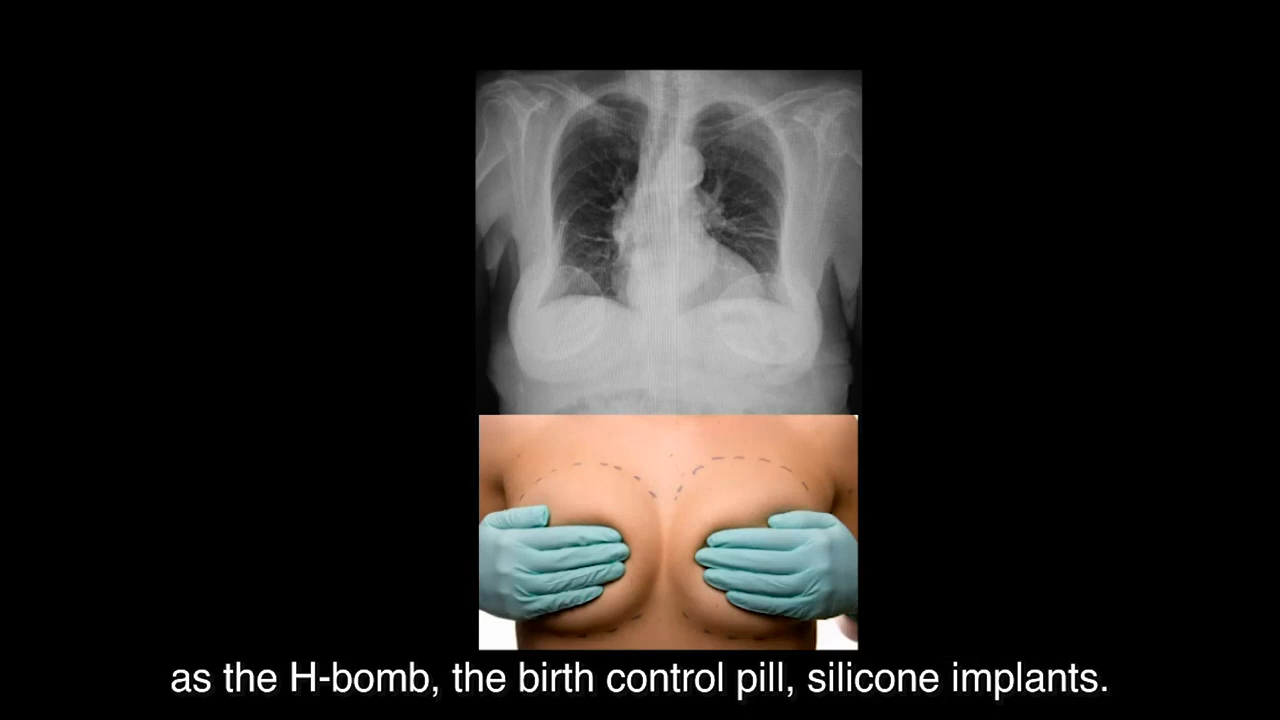 as the H-bomb, the birth control pill, silicone implants.